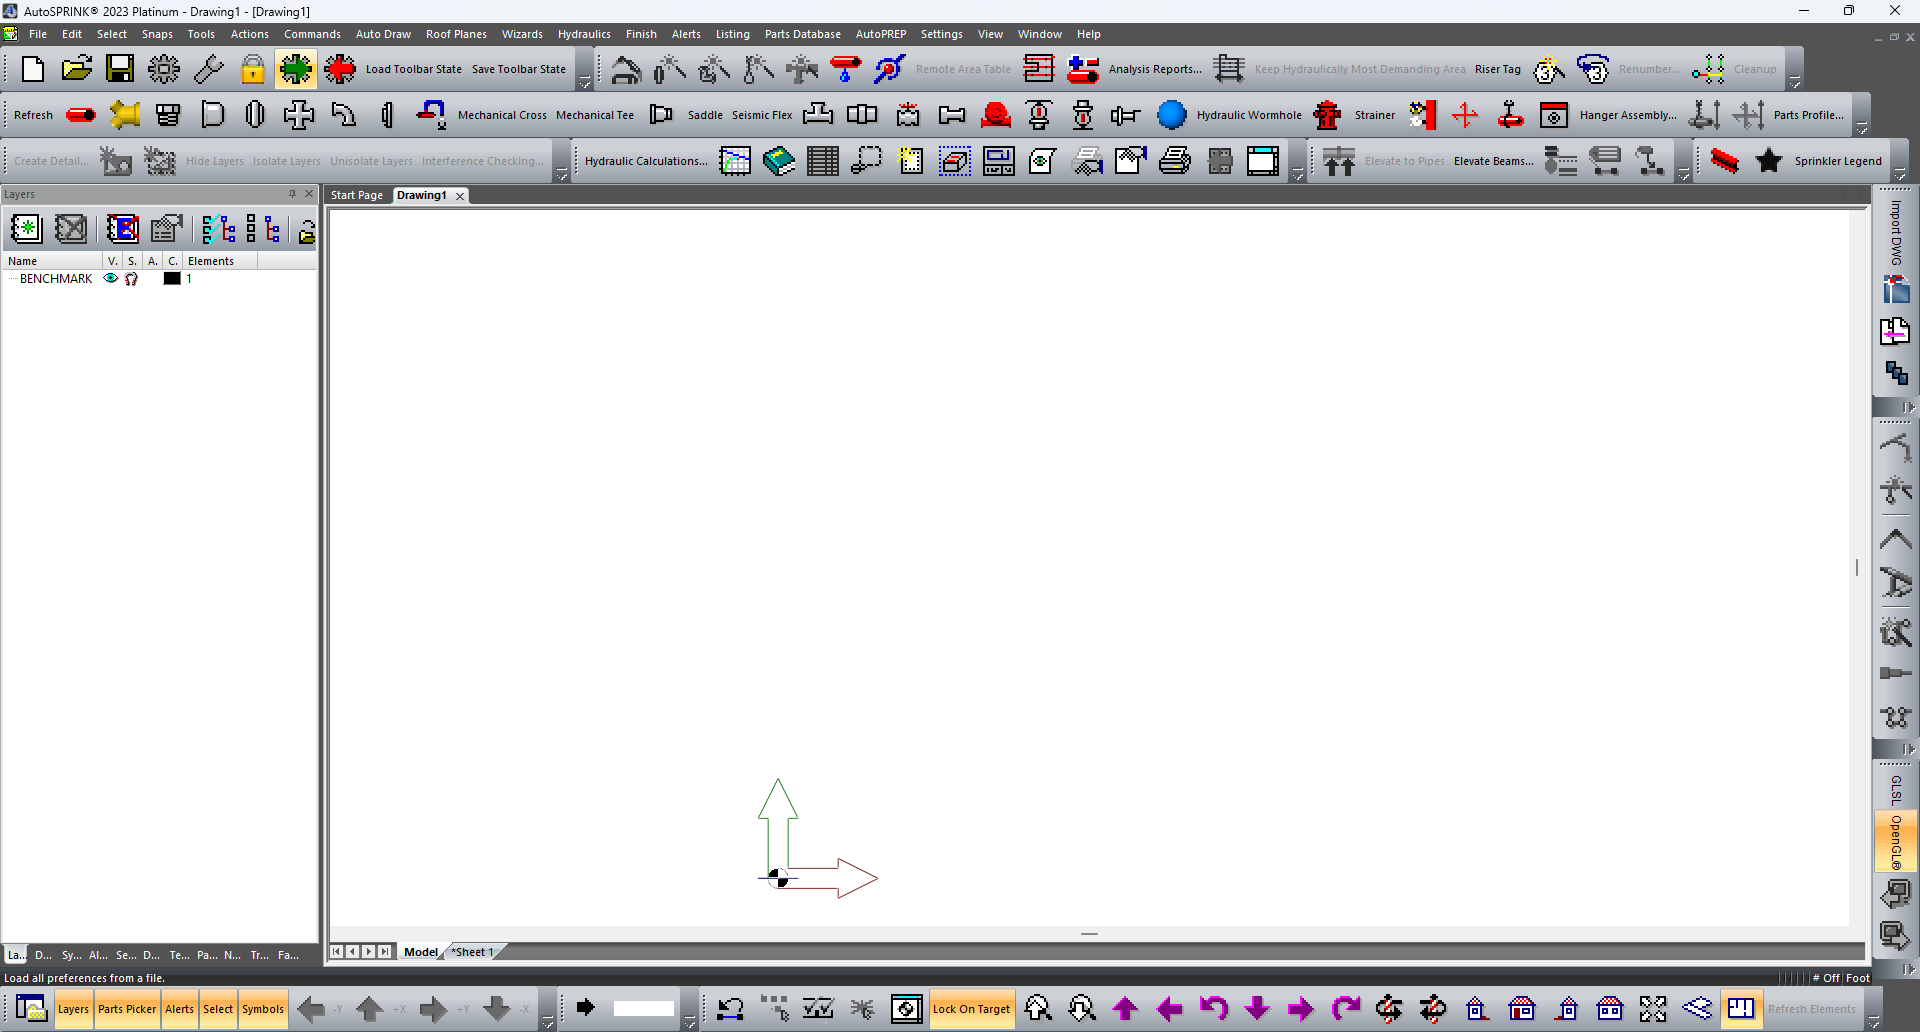 AutoSPRINK® 2023 Platinum - Drawing1 - [Drawing1]
File Edit Select Snaps Tools Actions Commands Auto Draw Roof Planes Wizards Hydraulics Finish Alerts Listing Parts Database AutoPREP Settings View Window Help
Load Toolbar State Save Toolbar State Remote Area Table Analysis Reports... Keep Hydraulically Most Demanding Area Riser Tag Renumber... Cleanup
Refresh Mechanical Cross Mechanical Tee Saddle Seismic Flex Hydraulic Wormhole Strainer Hanger Assembly... Parts Profile...
Create Detail... Hide Layers Isolate Layers Unisolate Layers Interference Checking... Hydraulic Calculations... Elevate to Pipes Elevate Beams... Sprinkler Legend
Layers
Start Page Drawing1
Import DWG
Name V. S. A. C. Elements
BENCHMARK 1
GLSL
OpenGL®
Model *Sheet 1
La... D... Sy... Al... Se... D... Te... Pa... N... Tr... Fa...
Load all preferences from a file.
# Off Foot
Layers Parts Picker Alerts Select Symbols -Y +X +Y -X Lock On Target Refresh Elements